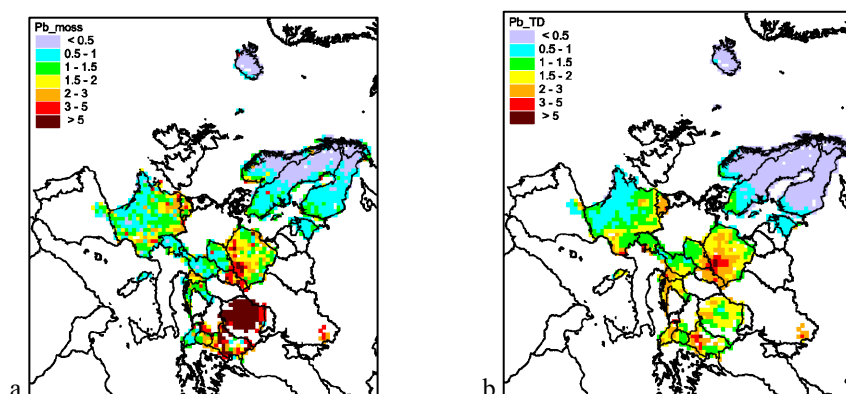 Pb_moss
< 0.5
0.5 - 1
1 - 1.5
1.5 - 2
2 - 3
3 - 5
> 5
a
Pb_TD
< 0.5
0.5 - 1
1 - 1.5
1.5 - 2
2 - 3
3 - 5
> 5
b